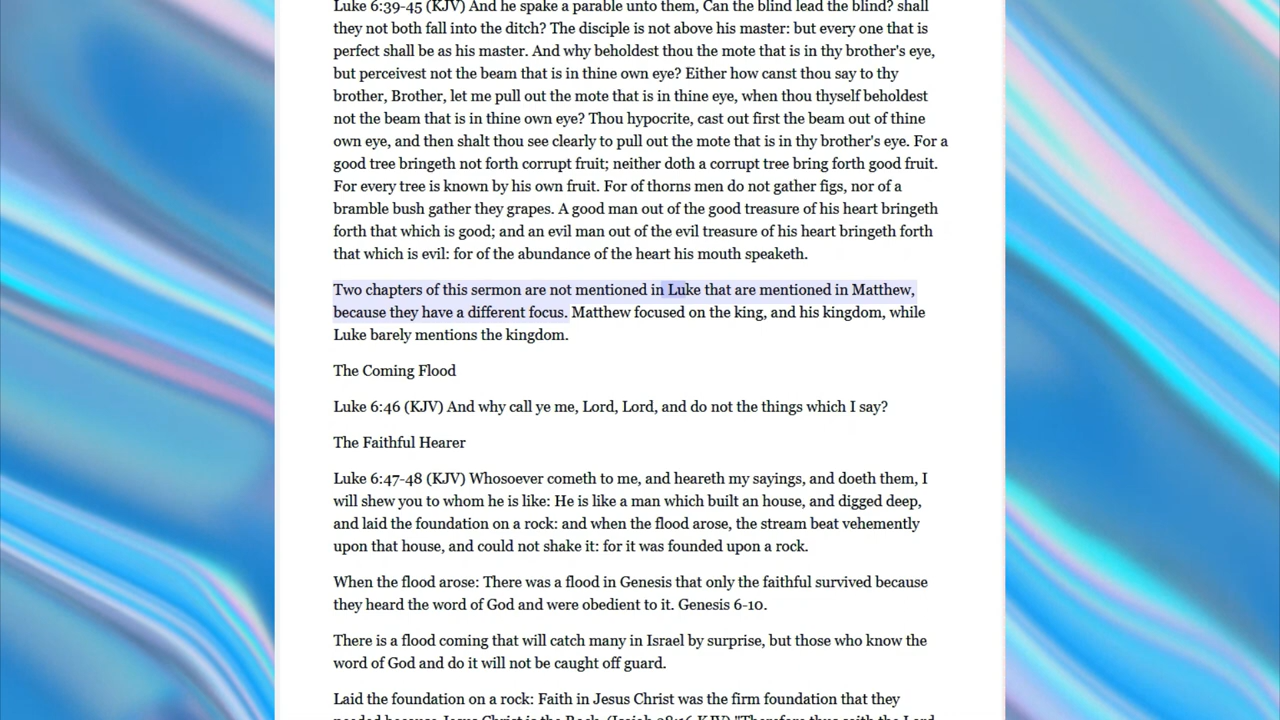 Luke 6:39-45 (KJV) And he spake a parable unto them, Can the blind lead the blind? shall
they not both fall into the ditch? The disciple is not above his master: but every one that is
perfect shall be as his master. And why beholdest thou the mote that is in thy brother's eye,
but perceivest not the beam that is in thine own eye? Either how canst thou say to thy
brother, Brother, let me pull out the mote that is in thine eye, when thou thyself beholdest
not the beam that is in thine own eye? Thou hypocrite, cast out first the beam out of thine
own eye, and then shalt thou see clearly to pull out the mote that is in thy brother's eye. For a
good tree bringeth not forth corrupt fruit; neither doth a corrupt tree bring forth good fruit.
For every tree is known by his own fruit. For of thorns men do not gather figs, nor of a
bramble bush gather they grapes. A good man out of the good treasure of his heart bringeth
forth that which is good; and an evil man out of the evil treasure of his heart bringeth forth
that which is evil: for of the abundance of the heart his mouth speaketh.
Two chapters of this sermon are not mentioned in Luke that are mentioned in Matthew,
because they have a different focus. Matthew focused on the king, and his kingdom, while
Luke barely mentions the kingdom.
The Coming Flood
Luke 6:46 (KJV) And why call ye me, Lord, Lord, and do not the things which I say?
The Faithful Hearer
Luke 6:47-48 (KJV) Whosoever cometh to me, and heareth my sayings, and doeth them, I
will shew you to whom he is like: He is like a man which built an house, and digged deep,
and laid the foundation on a rock: and when the flood arose, the stream beat vehemently
upon that house, and could not shake it: for it was founded upon a rock.
When the flood arose: There was a flood in Genesis that only the faithful survived because
they heard the word of God and were obedient to it. Genesis 6-10.
There is a flood coming that will catch many in Israel by surprise, but those who know the
word of God and do it will not be caught off guard.
Laid the foundation on a rock: Faith in Jesus Christ was the firm foundation that they
needed because Jesus Christ is the Rock. (Isaiah 28:16 KJV) "Therefore thus saith the Lord